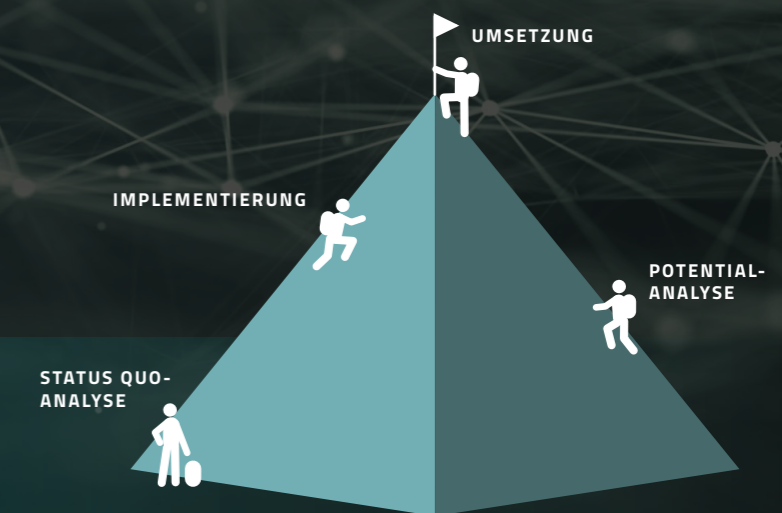 UMSETZUNG
IMPLEMENTIERUNG
POTENTIAL-
ANALYSE
STATUS QUO-
ANALYSE